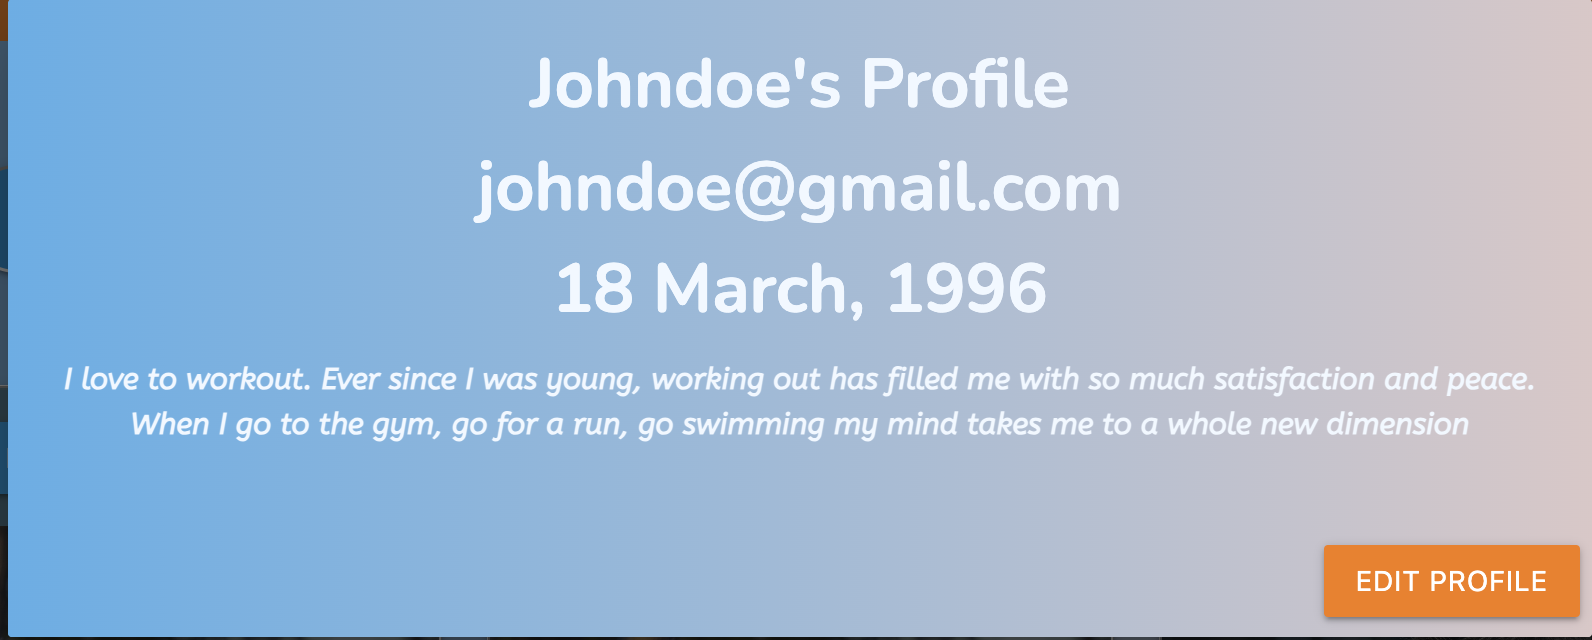 Johndoe's Profile
johndoe@gmail.com
18 March, 1996
I love to workout. Ever since I was young, working out has filled me with so much satisfaction and peace.
When I go to the gym, go for a run, go swimming my mind takes me to a whole new dimension
EDIT PROFILE